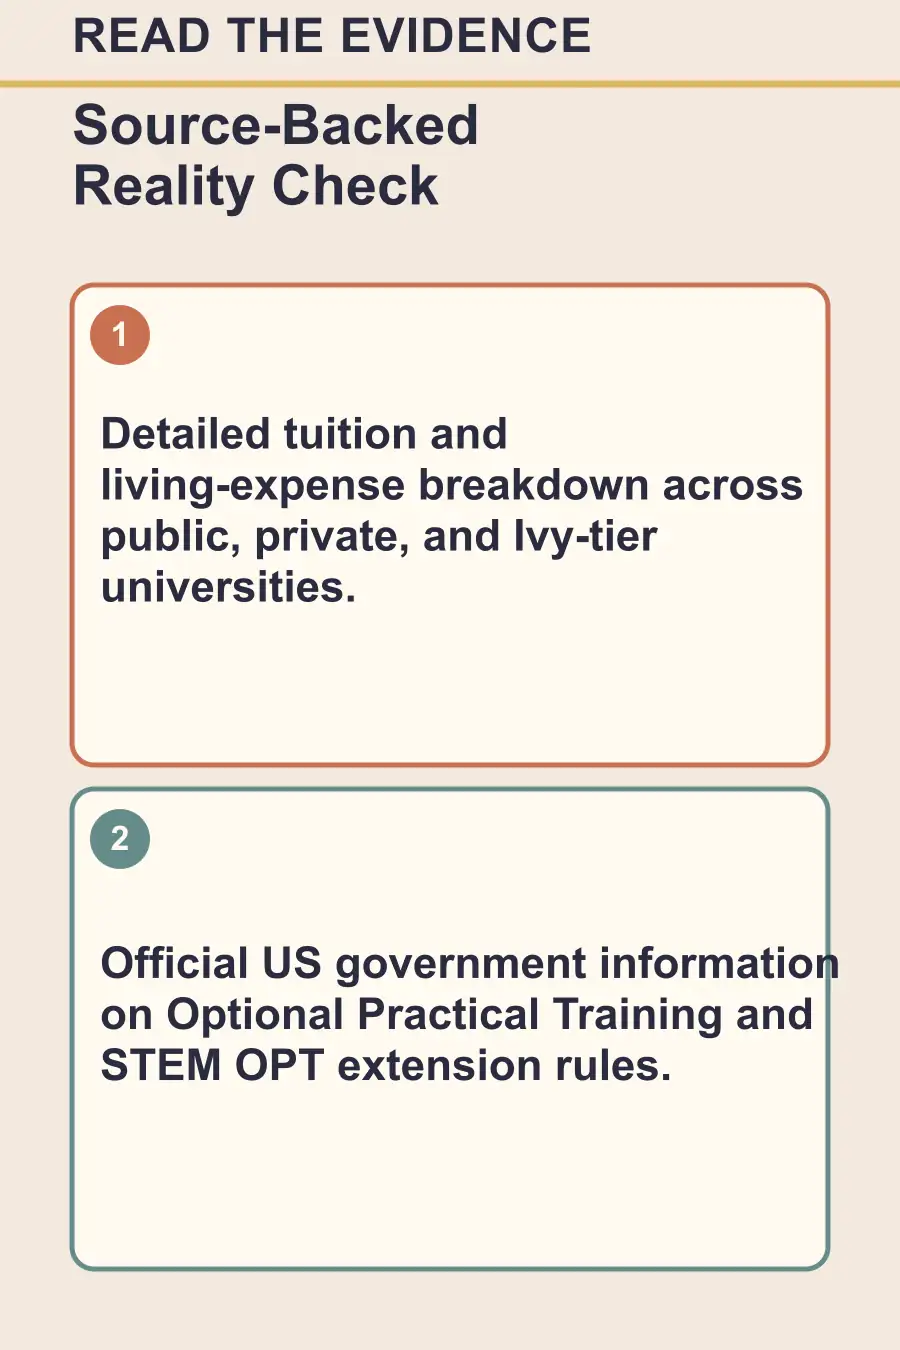 READ THE EVIDENCE
Source-Backed
Reality Check
1
Detailed tuition and
living-expense breakdown across
public, private, and Ivy-tier
universities.
2
Official US government information
on Optional Practical Training and
STEM OPT extension rules.